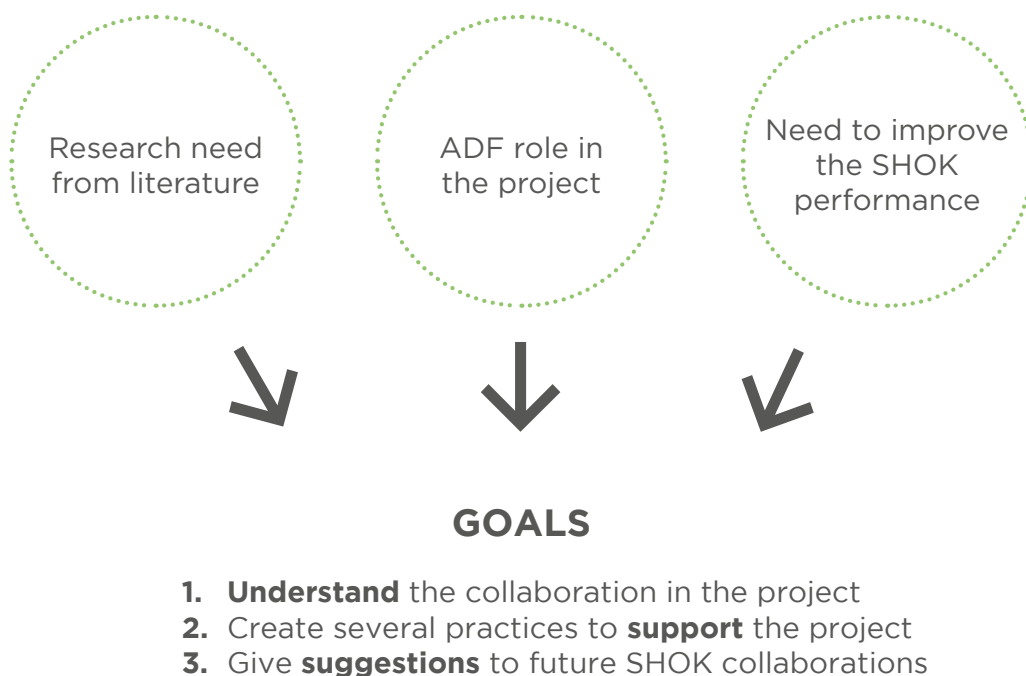 Research need
from literature
ADF role in
the project
Need to improve
the SHOK
performance
GOALS
1. Understand the collaboration in the project
2. Create several practices to support the project
3. Give suggestions to future SHOK collaborations